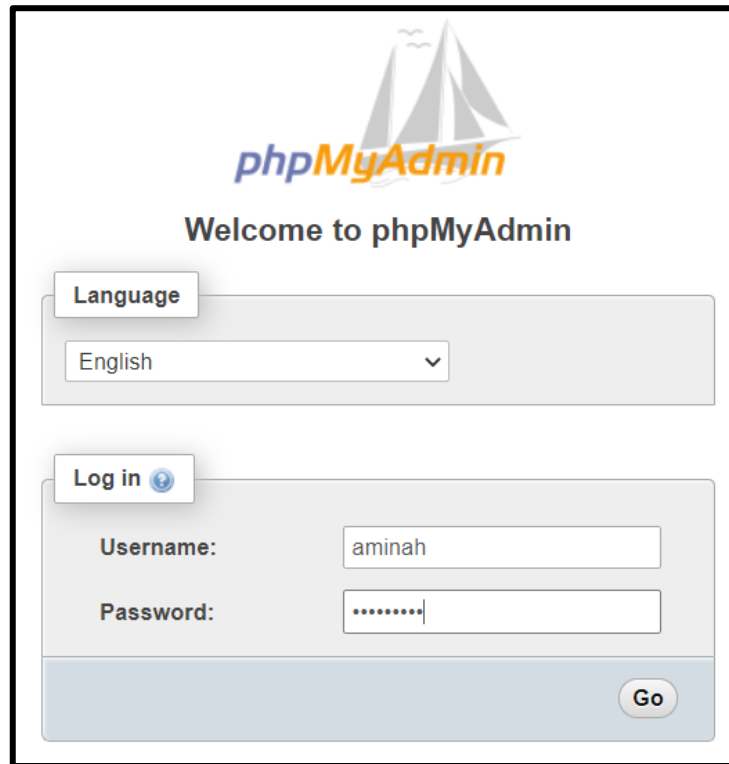 phpMyAdmin
Welcome to phpMyAdmin
Language
English
Log in
Username: aminah
Password: •••••••••
Go